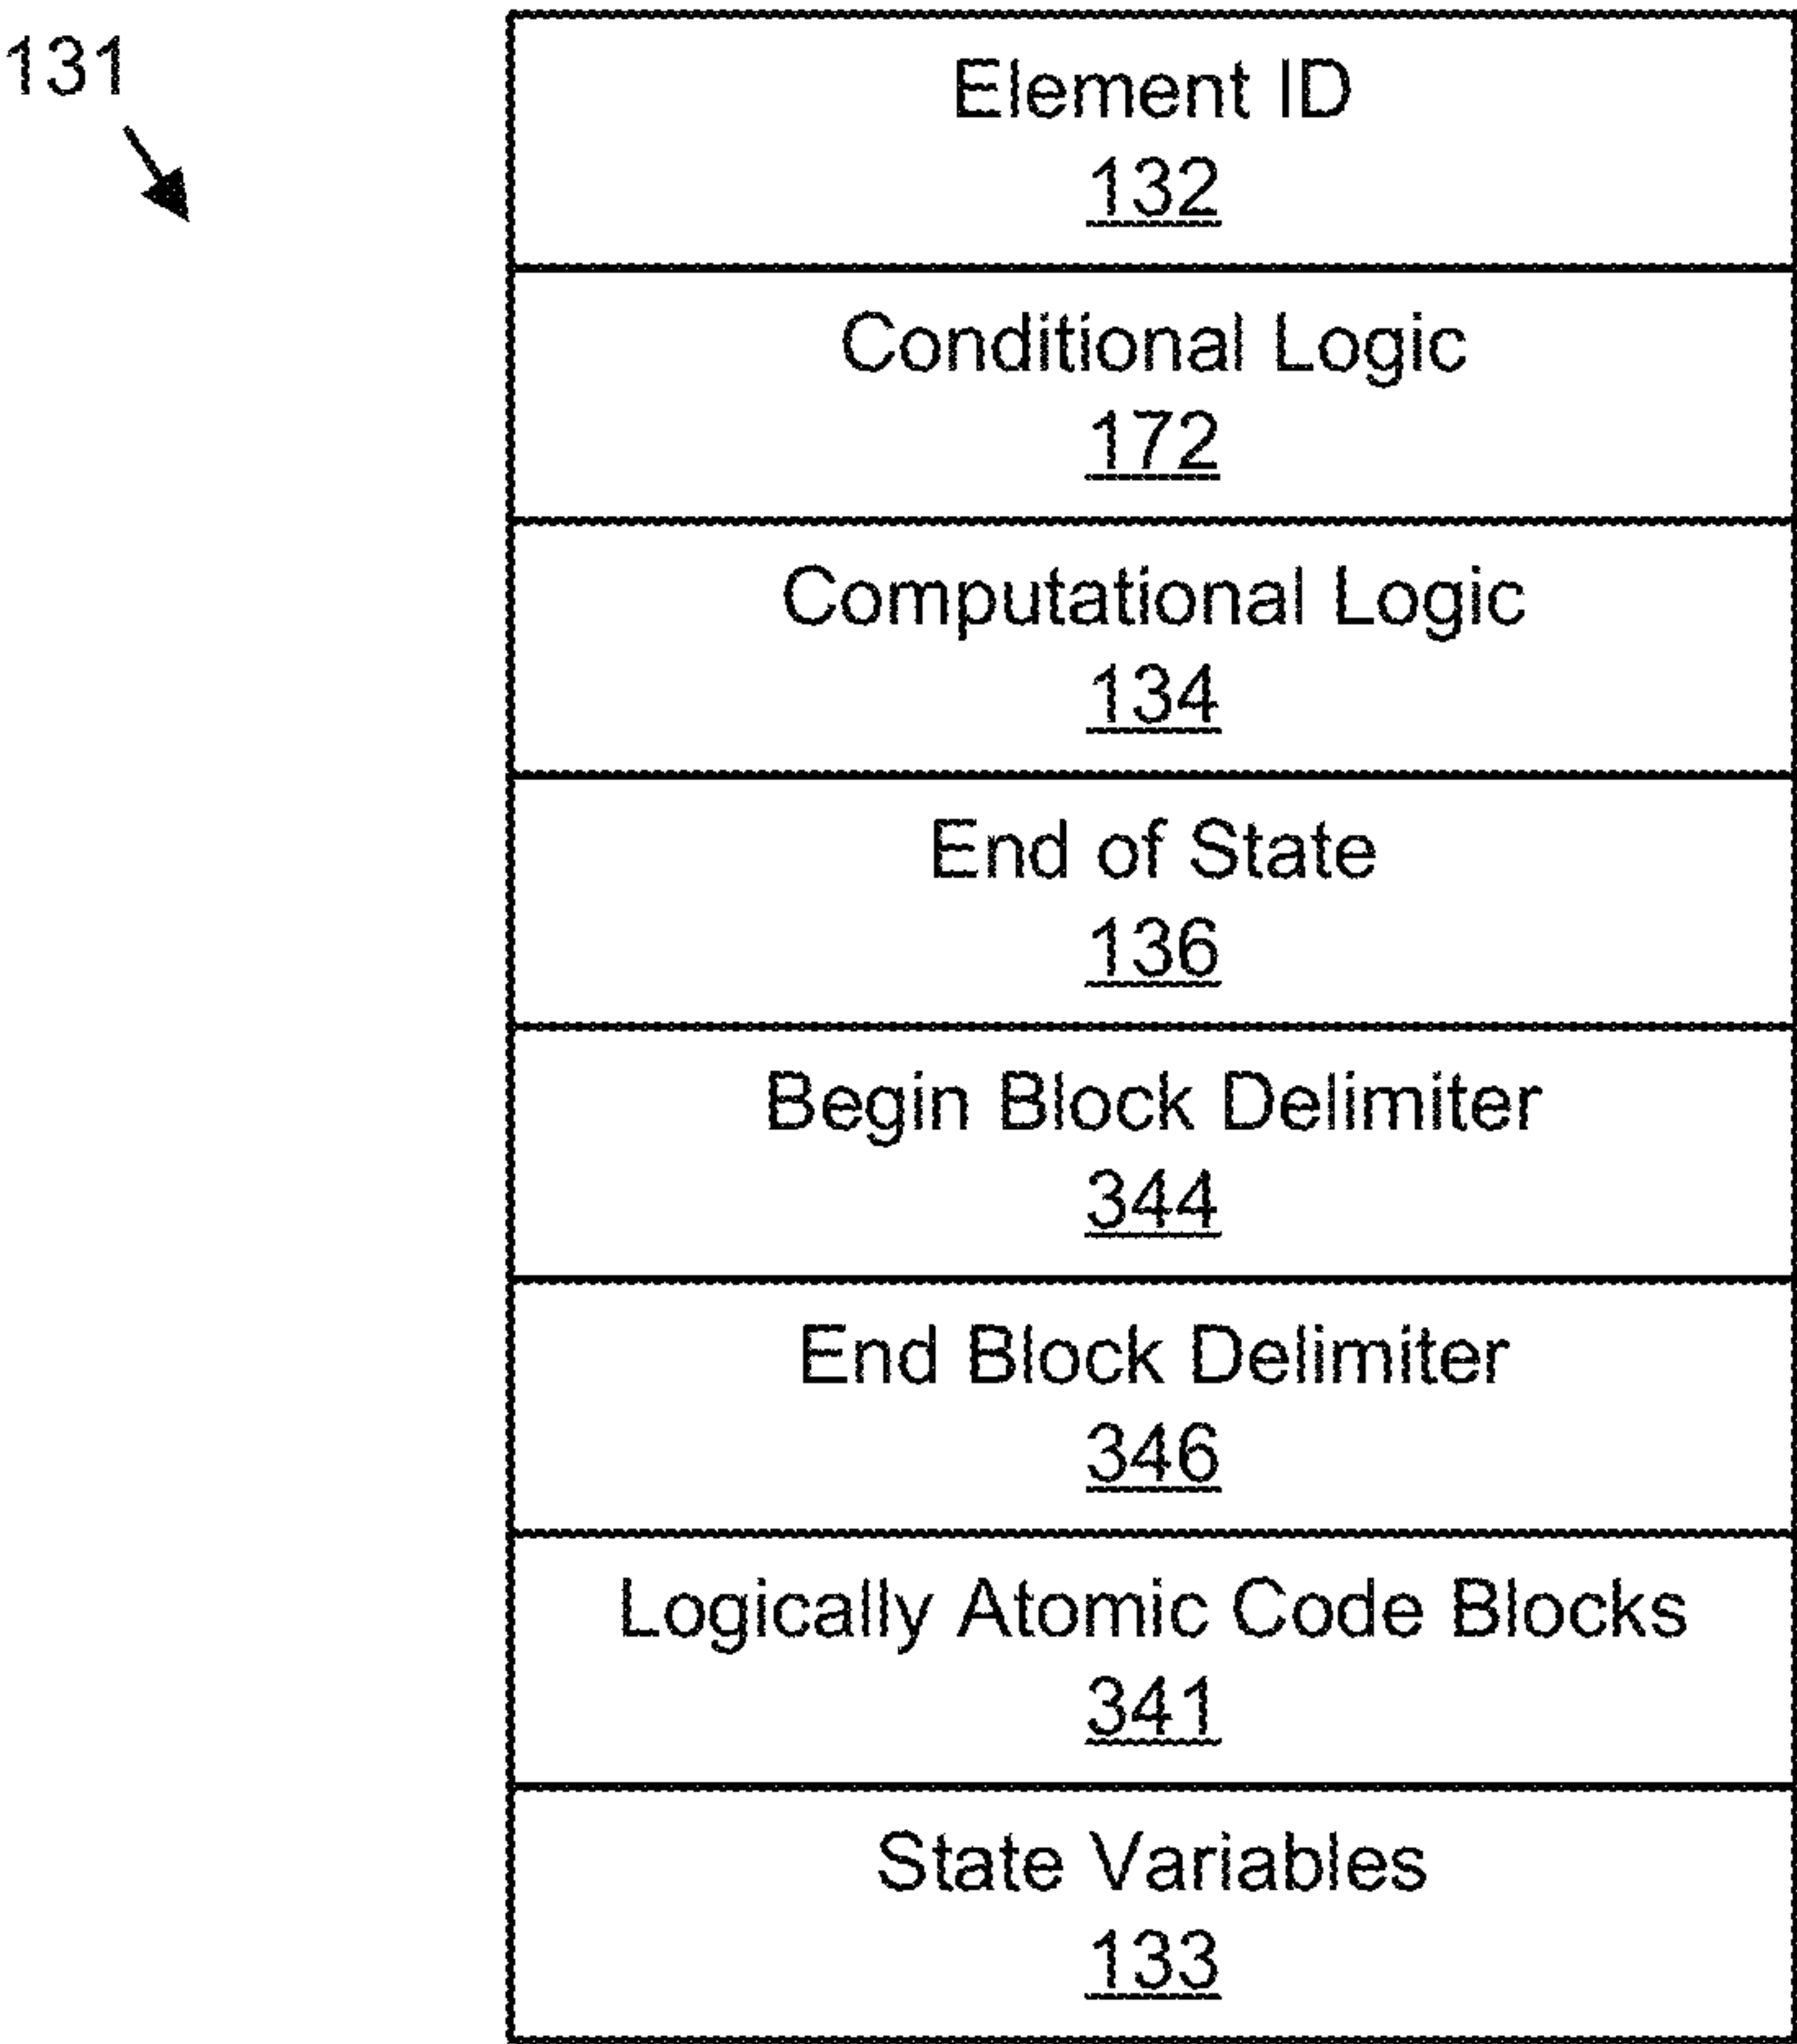 131
Element ID
132
Conditional Logic
172
Computational Logic
134
End of State
136
Begin Block Delimiter
344
End Block Delimiter
346
Logically Atomic Code Blocks
341
State Variables
133